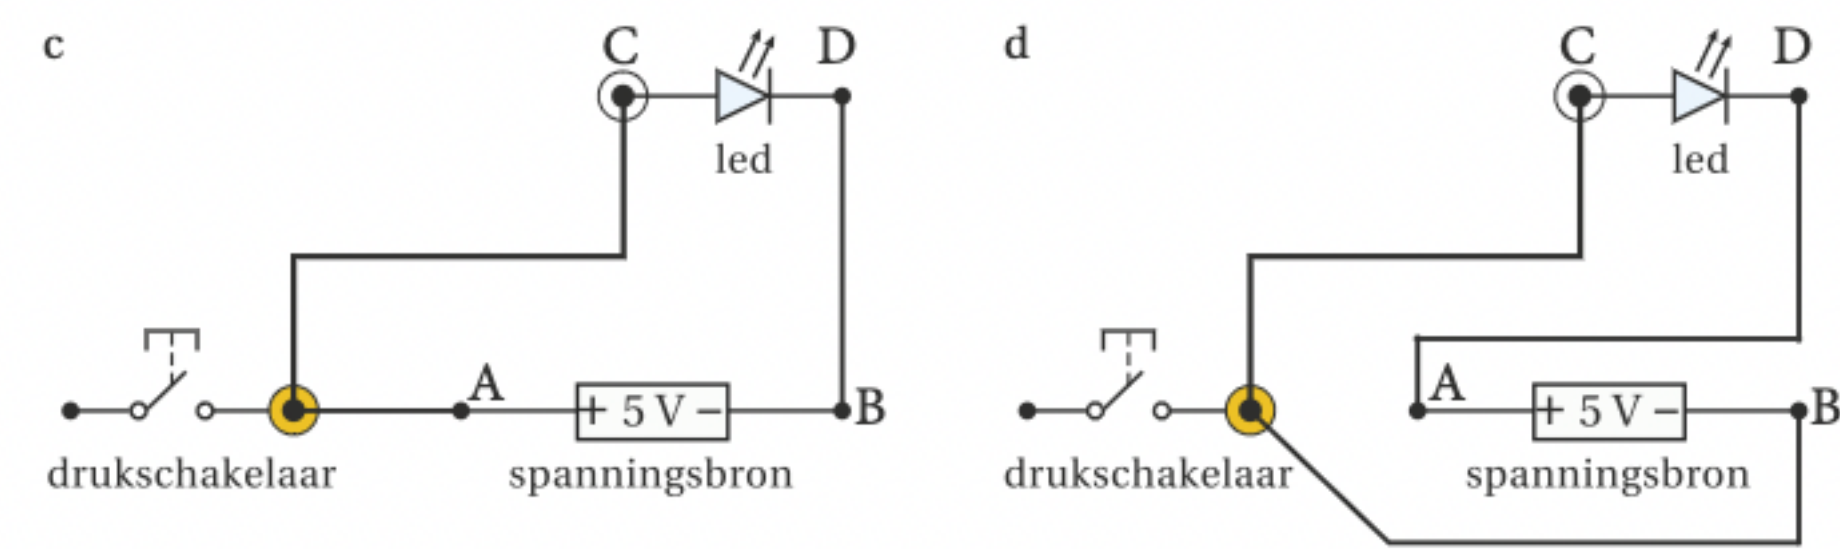 c
C
D
led
A
+ 5 V −
B
drukschakelaar
spanningsbron
d
C
D
led
A
+ 5 V −
B
drukschakelaar
spanningsbron